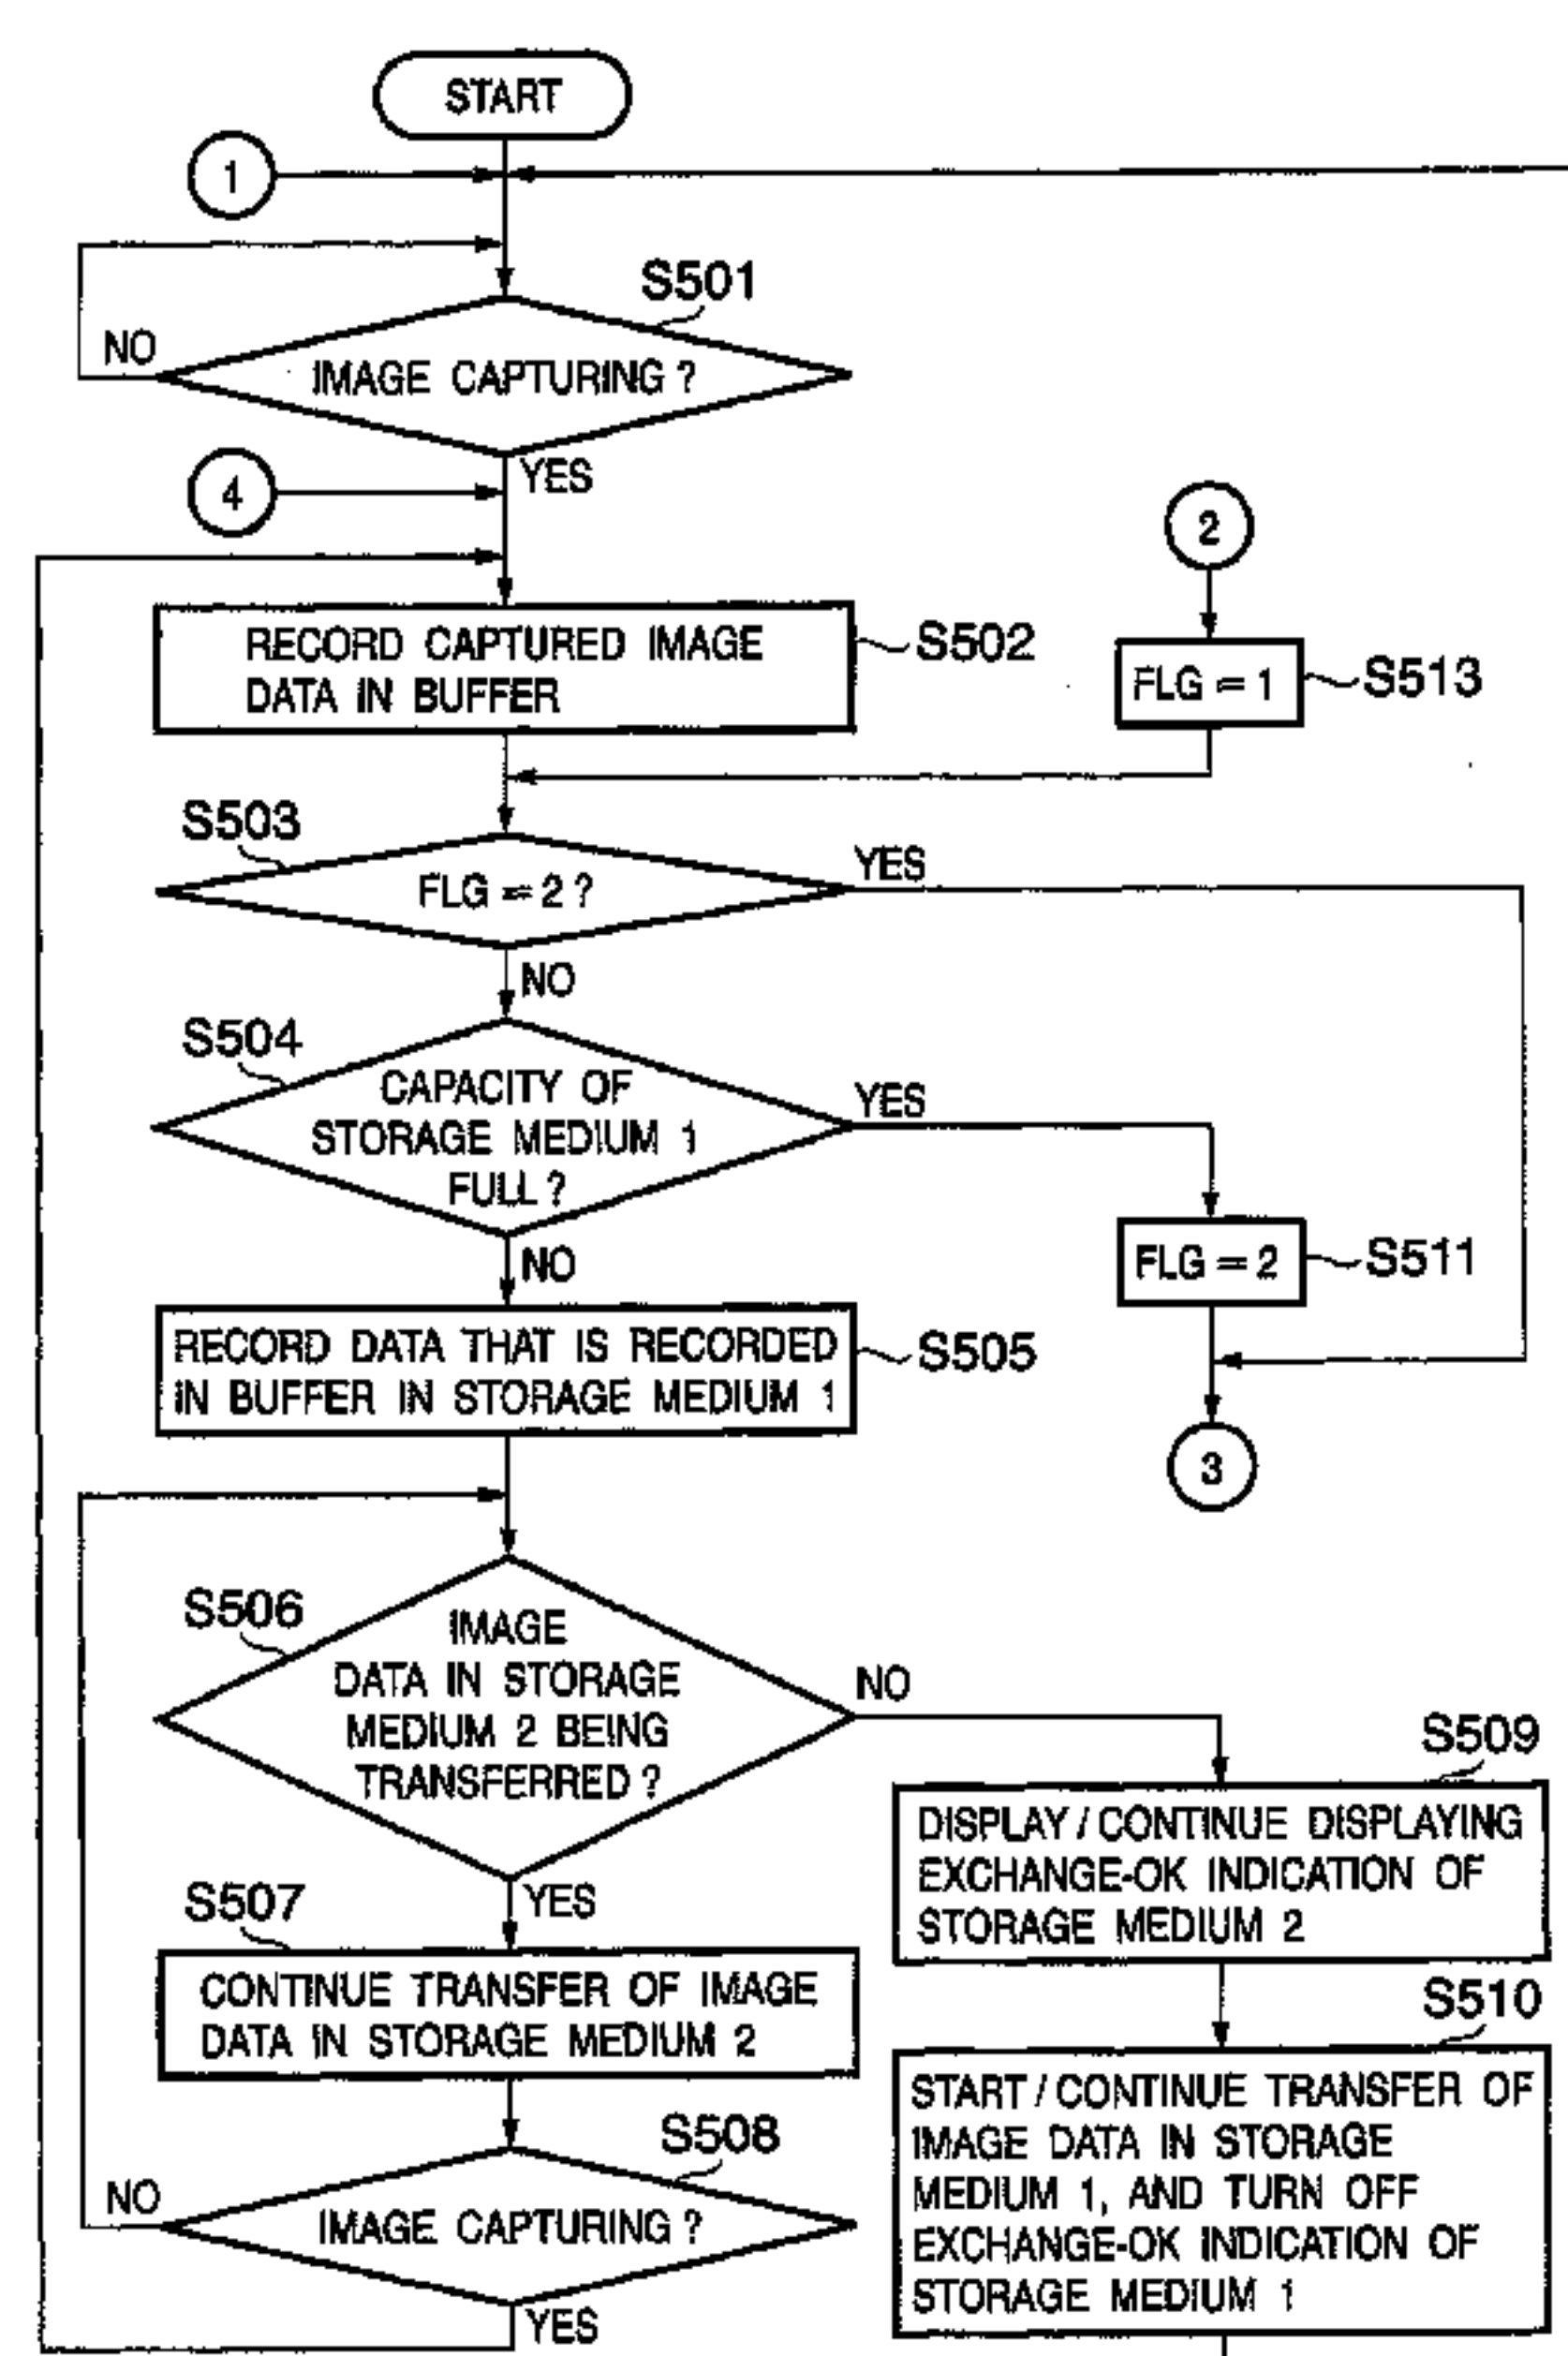 START
1
S501
NO
IMAGE CAPTURING ?
YES
4
2
RECORD CAPTURED IMAGE
DATA IN BUFFER
S502
FLG = 1
S513
S503
FLG = 2 ?
YES
NO
S504
CAPACITY OF
STORAGE MEDIUM 1
FULL ?
YES
NO
FLG = 2
S511
RECORD DATA THAT IS RECORDED
IN BUFFER IN STORAGE MEDIUM 1
S505
3
S506
IMAGE
DATA IN STORAGE
MEDIUM 2 BEING
TRANSFERRED ?
NO
YES
S509
DISPLAY / CONTINUE DISPLAYING
EXCHANGE-OK INDICATION OF
STORAGE MEDIUM 2
S507
CONTINUE TRANSFER OF IMAGE
DATA IN STORAGE MEDIUM 2
S510
START / CONTINUE TRANSFER OF
IMAGE DATA IN STORAGE
MEDIUM 1, AND TURN OFF
EXCHANGE-OK INDICATION OF
STORAGE MEDIUM 1
S508
NO
IMAGE CAPTURING ?
YES